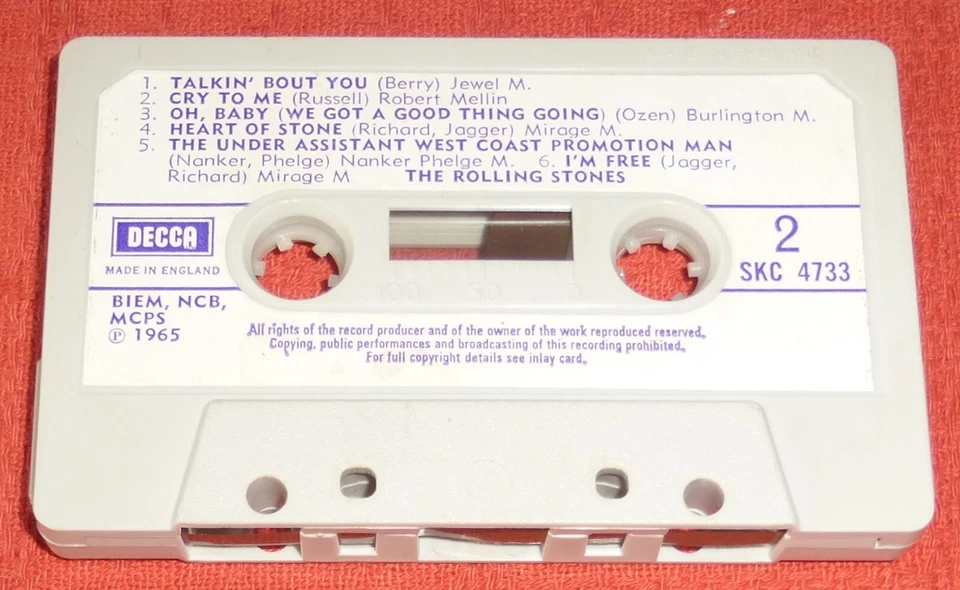 1. TALKIN' BOUT YOU (Berry) Jewel M.
2. CRY TO ME (Russell) Robert Mellin
3. OH, BABY (WE GOT A GOOD THING GOING) (Ozen) Burlington M.
4. HEART OF STONE (Richard, Jagger) Mirage M.
5. THE UNDER ASSISTANT WEST COAST PROMOTION MAN
(Nanker, Phelge) Nanker Phelge M. 6. I'M FREE (Jagger,
Richard) Mirage M THE ROLLING STONES
DECCA
MADE IN ENGLAND
2
SKC 4733
BIEM, NCB,
MCPS
℗ 1965
100 50 0
All rights of the record producer and of the owner of the work reproduced reserved.
Copying, public performances and broadcasting of this recording prohibited.
For full copyright details see inlay card.